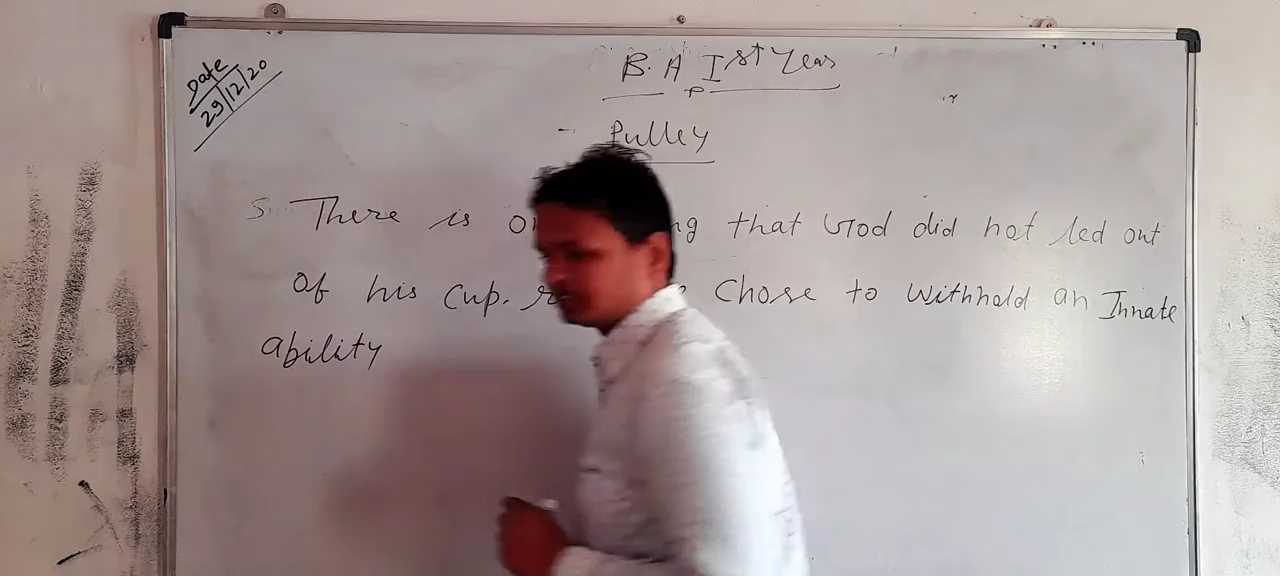 Date
29/12/20
B.A Ist Year
P
Pulley
5. There is that God did not led out
of his cup. Chose to withhold an Innate
ability